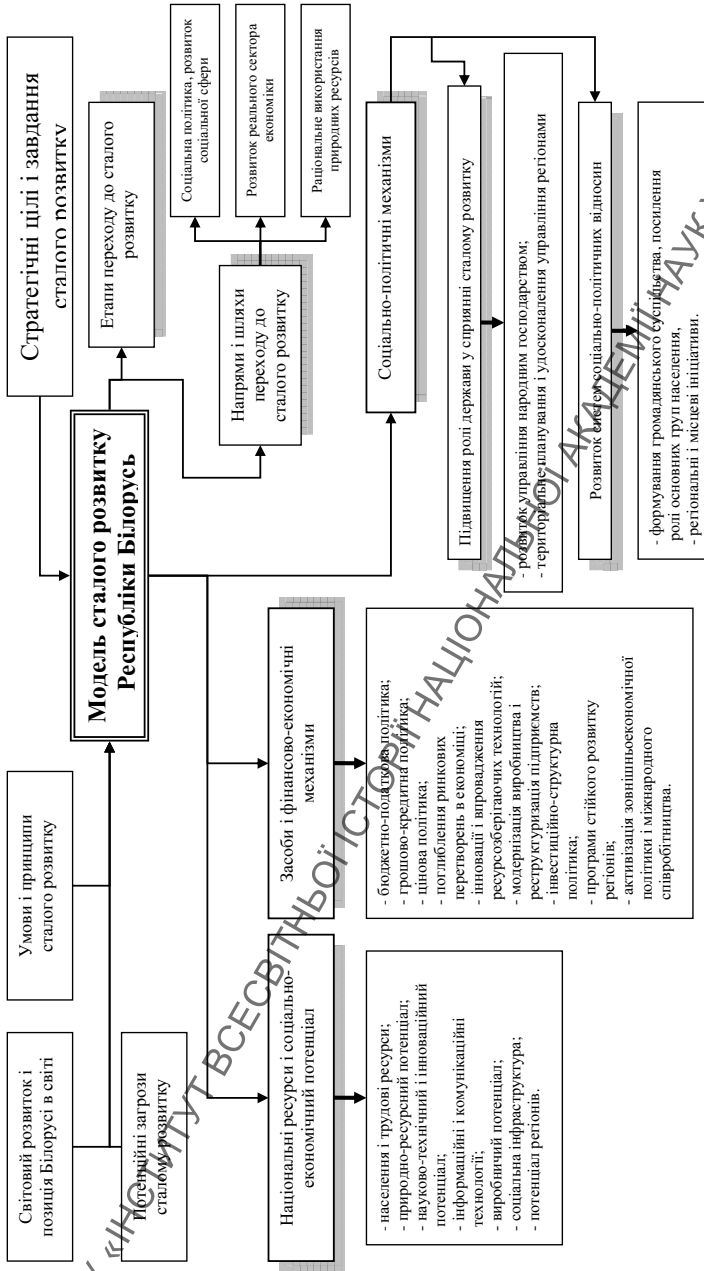 Світовий розвиток і
позиція Білорусі в світі
Умови і принципи
сталого розвитку
Стратегічні цілі і завдання
сталого розвитку
Потенційні загрози
сталому розвитку
Модель сталого розвитку
Республіки Білорусь
Етапи переходу до сталого
розвитку
Напрями і шляхи
переходу до
сталого розвитку
Соціальна політика, розвиток
соціальної сфери
Розвиток реального сектора
економіки
Раціональне використання
природних ресурсів
Національні ресурси і соціально-
економічний потенціал
- населення і трудові ресурси;
- природно-ресурсний потенціал;
- науково-технічний і інноваційний
потенціал;
- інформаційні і комунікаційні
технології;
- виробничий потенціал;
- соціальна інфраструктура;
- потенціал регіонів.
Засоби і фінансово-економічні
механізми
- бюджетно-податкова політика;
- грошово-кредитна політика;
- цінова політика;
- поглиблення ринкових
перетворень в економіці;
- інновації і впровадження
ресурсозберігаючих технологій;
- модернізація виробництва і
реструктуризація підприємств;
- інвестиційно-структурна
політика;
- програми стійкого розвитку
регіонів;
- активізація зовнішньоекономічної
політики і міжнародного
співробітництва.
Соціально-політичні механізми
Підвищення ролі держави у сприянні сталому розвитку
- розвиток управління народним господарством;
- територіальне планування і удосконалення управління регіонами
Розвиток систем соціально-політичних відносин
- формування громадянського суспільства, посилення
ролі основних груп населення,
- регіональні і місцеві ініціативи.
«ІНСТИТУТ ВСЕСВІТНЬОЇ ІСТОРІЇ НАЦІОНАЛЬНОЇ АКАДЕМІЇ НАУК